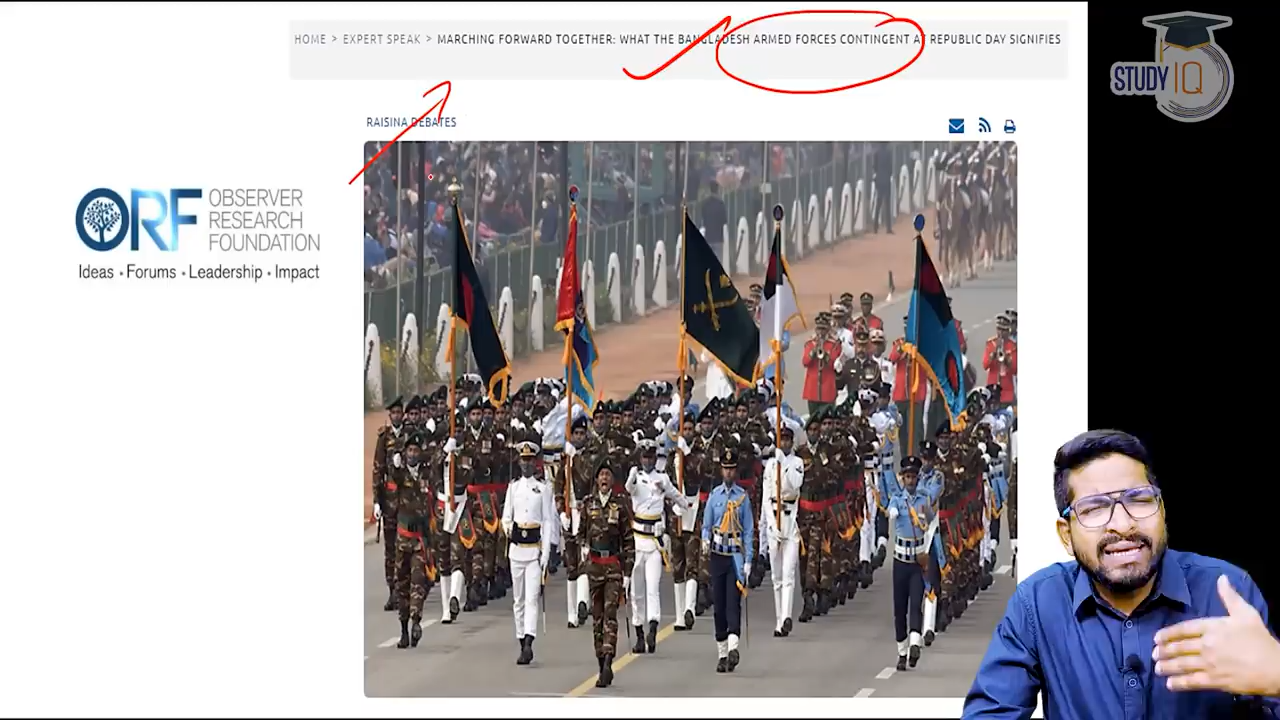 HOME > EXPERT SPEAK > MARCHING FORWARD TOGETHER: WHAT THE BANGLADESH ARMED FORCES CONTINGENT AT REPUBLIC DAY SIGNIFIES
STUDY IQ
RAISINA DEBATES
ORF OBSERVER
RESEARCH
FOUNDATION
Ideas • Forums • Leadership • Impact